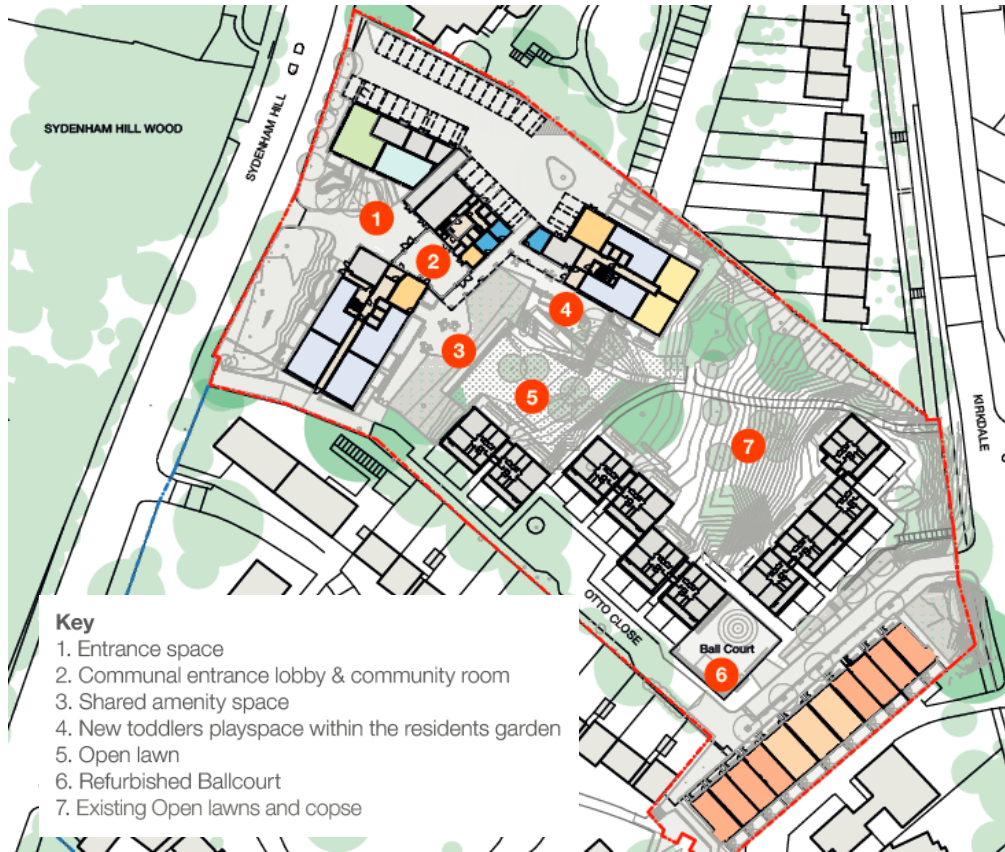 SYDENHAM HILL WOOD
SYDENHAM HILL
1
2
3
4
5
7
KIRKDALE
OTTO CLOSE
Ball Court
6
Key
1. Entrance space
2. Communal entrance lobby & community room
3. Shared amenity space
4. New toddlers playspace within the residents garden
5. Open lawn
6. Refurbished Ballcourt
7. Existing Open lawns and copse